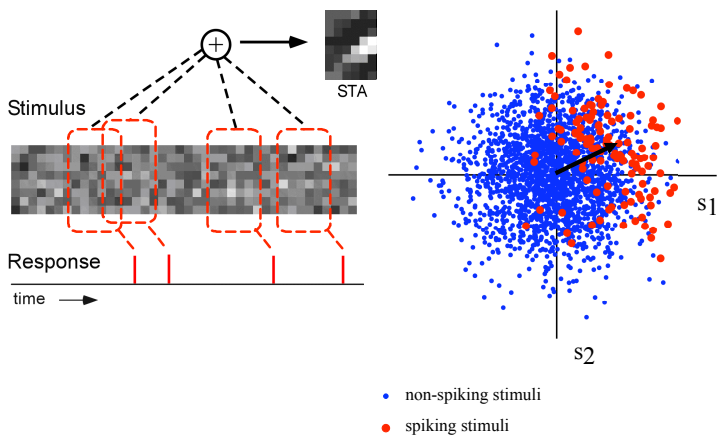 STA
Stimulus
Response
time
s1
s2
non-spiking stimuli
spiking stimuli